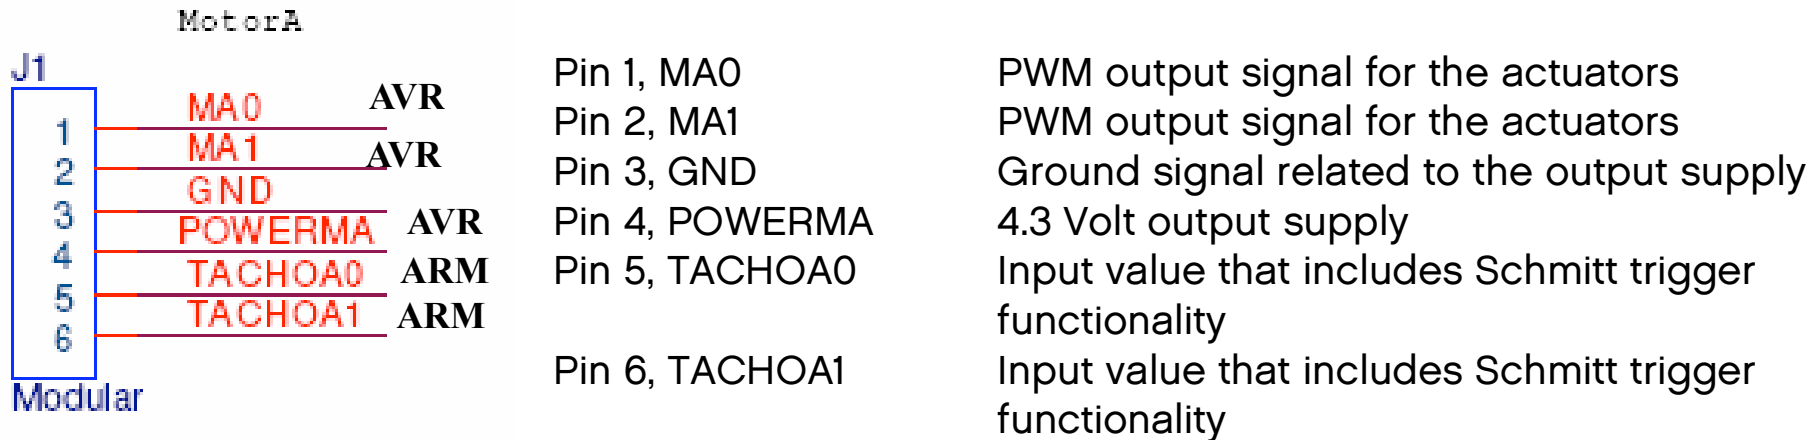 MotorA
J1
1 MA0 AVR
2 MA1 AVR
3 GND
4 POWERMA AVR
5 TACHOA0 ARM
6 TACHOA1 ARM
Modular
Pin 1, MA0 PWM output signal for the actuators
Pin 2, MA1 PWM output signal for the actuators
Pin 3, GND Ground signal related to the output supply
Pin 4, POWERMA 4.3 Volt output supply
Pin 5, TACHOA0 Input value that includes Schmitt trigger
functionality
Pin 6, TACHOA1 Input value that includes Schmitt trigger
functionality